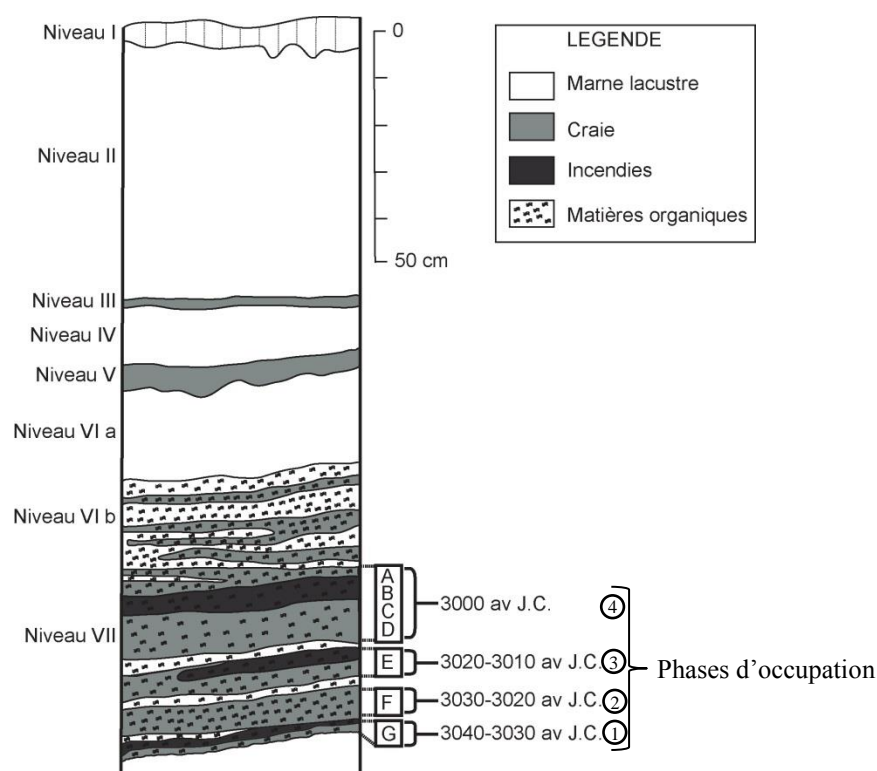 Niveau I
Niveau II
Niveau III
Niveau IV
Niveau V
Niveau VI a
Niveau VI b
Niveau VII
0
50 cm
LEGENDE
Marne lacustre
Craie
Incendies
Matières organiques
A
B
C
D
3000 av J.C. 4
E
3020-3010 av J.C. 3
F
3030-3020 av J.C. 2
G
3040-3030 av J.C. 1
Phases d’occupation